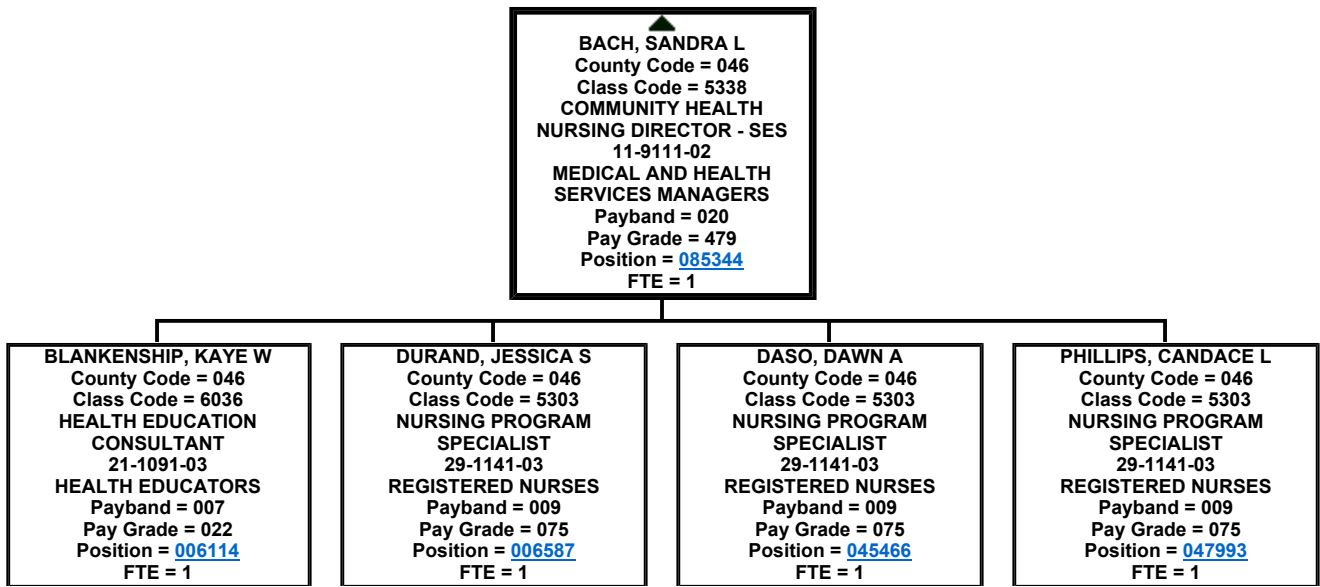 BACH, SANDRA L
County Code = 046
Class Code = 5338
COMMUNITY HEALTH
NURSING DIRECTOR - SES
11-9111-02
MEDICAL AND HEALTH
SERVICES MANAGERS
Payband = 020
Pay Grade = 479
Position = 085344
FTE = 1
BLANKENSHIP, KAYE W
County Code = 046
Class Code = 6036
HEALTH EDUCATION
CONSULTANT
21-1091-03
HEALTH EDUCATORS
Payband = 007
Pay Grade = 022
Position = 006114
FTE = 1
DURAND, JESSICA S
County Code = 046
Class Code = 5303
NURSING PROGRAM
SPECIALIST
29-1141-03
REGISTERED NURSES
Payband = 009
Pay Grade = 075
Position = 006587
FTE = 1
DASO, DAWN A
County Code = 046
Class Code = 5303
NURSING PROGRAM
SPECIALIST
29-1141-03
REGISTERED NURSES
Payband = 009
Pay Grade = 075
Position = 045466
FTE = 1
PHILLIPS, CANDACE L
County Code = 046
Class Code = 5303
NURSING PROGRAM
SPECIALIST
29-1141-03
REGISTERED NURSES
Payband = 009
Pay Grade = 075
Position = 047993
FTE = 1